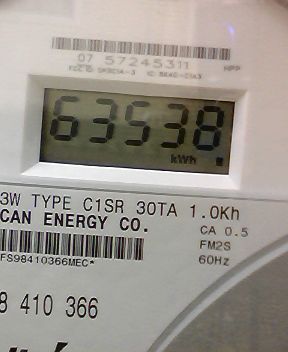 07 57245311
HPP
63538
kWh
3W TYPE C1SR 30TA 1.0Kh
CAN ENERGY CO.
CA 0.5
FM2S
60Hz
FS98410366MEC*
8 410 366